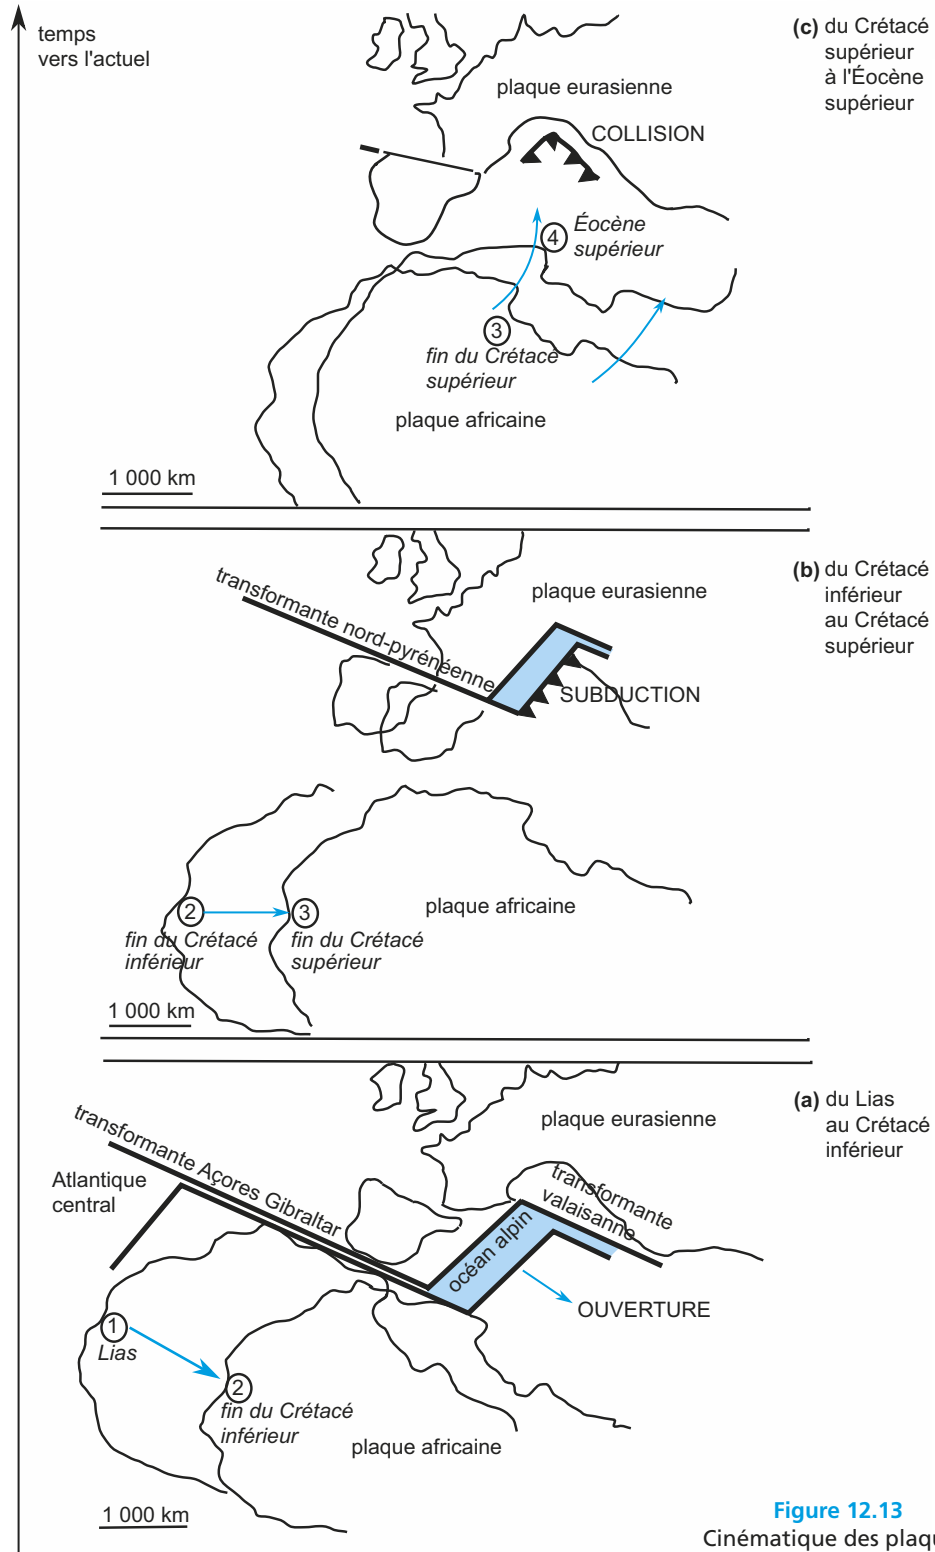 temps
vers l'actuel
(c) du Crétacé
supérieur
à l'Éocène
supérieur
plaque eurasienne
COLLISION
4
Éocène
supérieur
3
fin du Crétacé
supérieur
plaque africaine
1 000 km
(b) du Crétacé
inférieur
au Crétacé
supérieur
plaque eurasienne
transformante nord-pyrénéenne
SUBDUCTION
plaque africaine
2
fin du Crétacé
inférieur
3
fin du Crétacé
supérieur
1 000 km
(a) du Lias
au Crétacé
inférieur
plaque eurasienne
transformante Açores Gibraltar
Atlantique
central
transformante
valaisanne
océan alpin
OUVERTURE
1
Lias
2
fin du Crétacé
inférieur
plaque africaine
1 000 km
Figure 12.13
Cinématique des plaqu